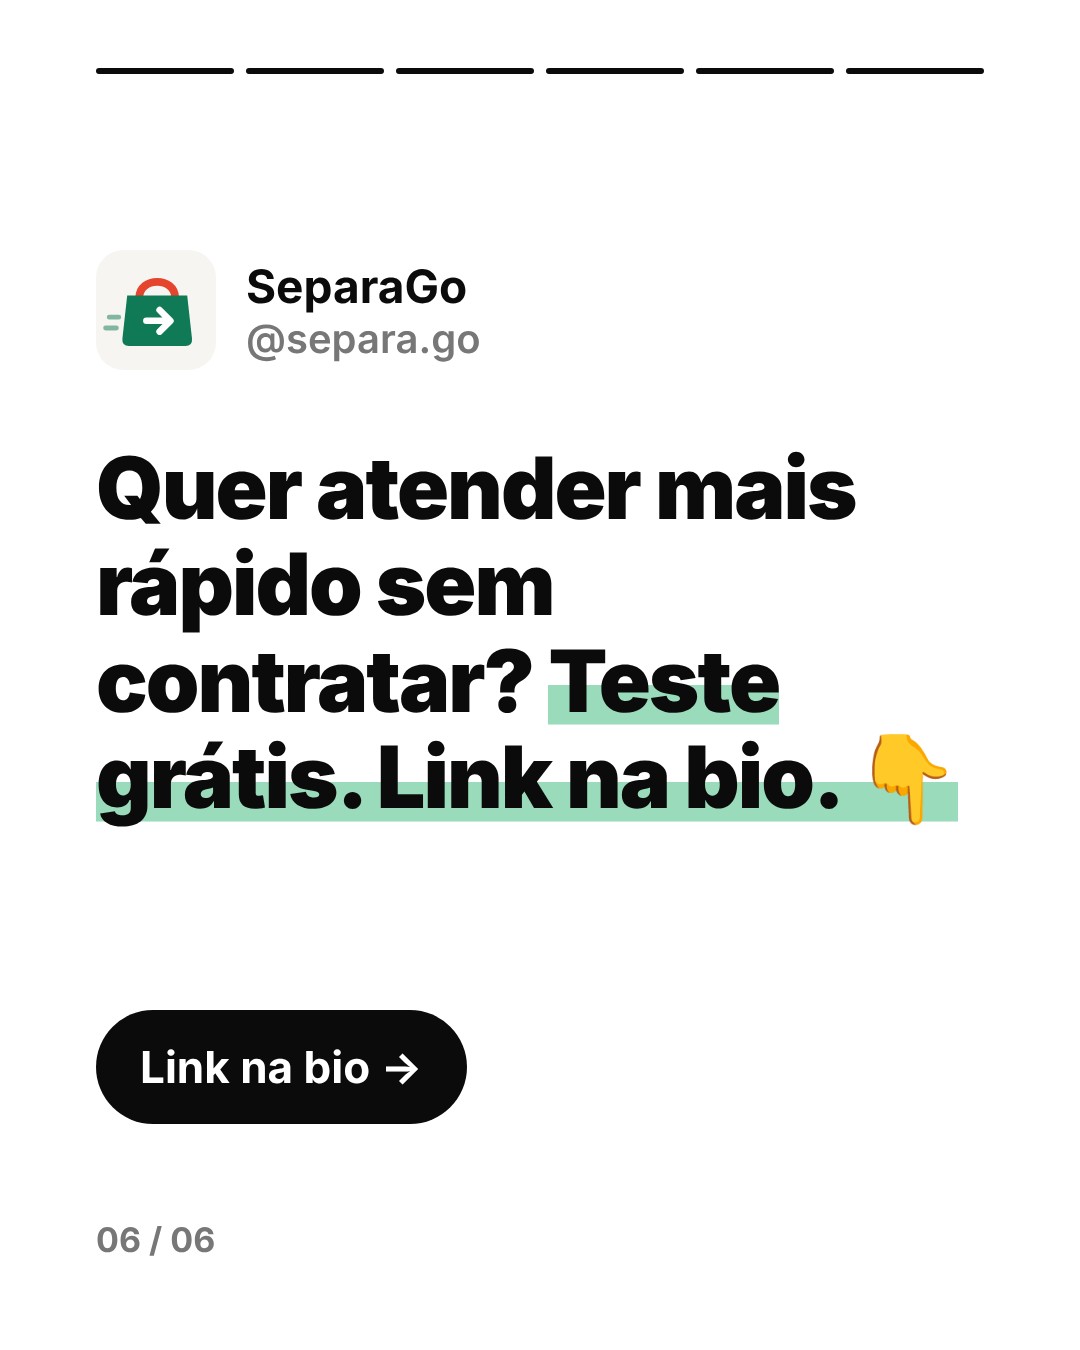 SeparaGo
@separa.go
Quer atender mais
rápido sem
contratar? Teste
grátis. Link na bio. 👇
Link na bio →
06 / 06